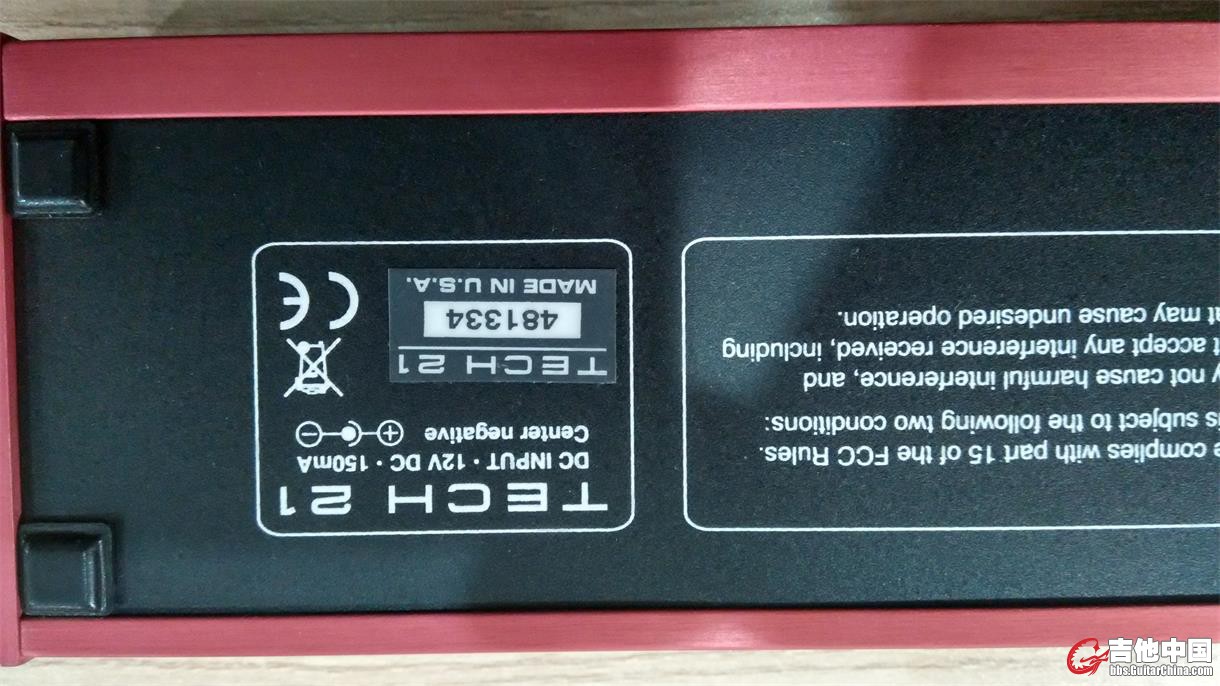 TECH 21
DC INPUT · 12V DC · 150mA
Center negative
TECH 21
481334
MADE IN U.S.A.
CE
complies with part 15 of the FCC Rules.
is subject to the following two conditions:
not cause harmful interference, and
accept any interference received, including
may cause undesired operation.
吉他中国
bbs.GuitarChina.com